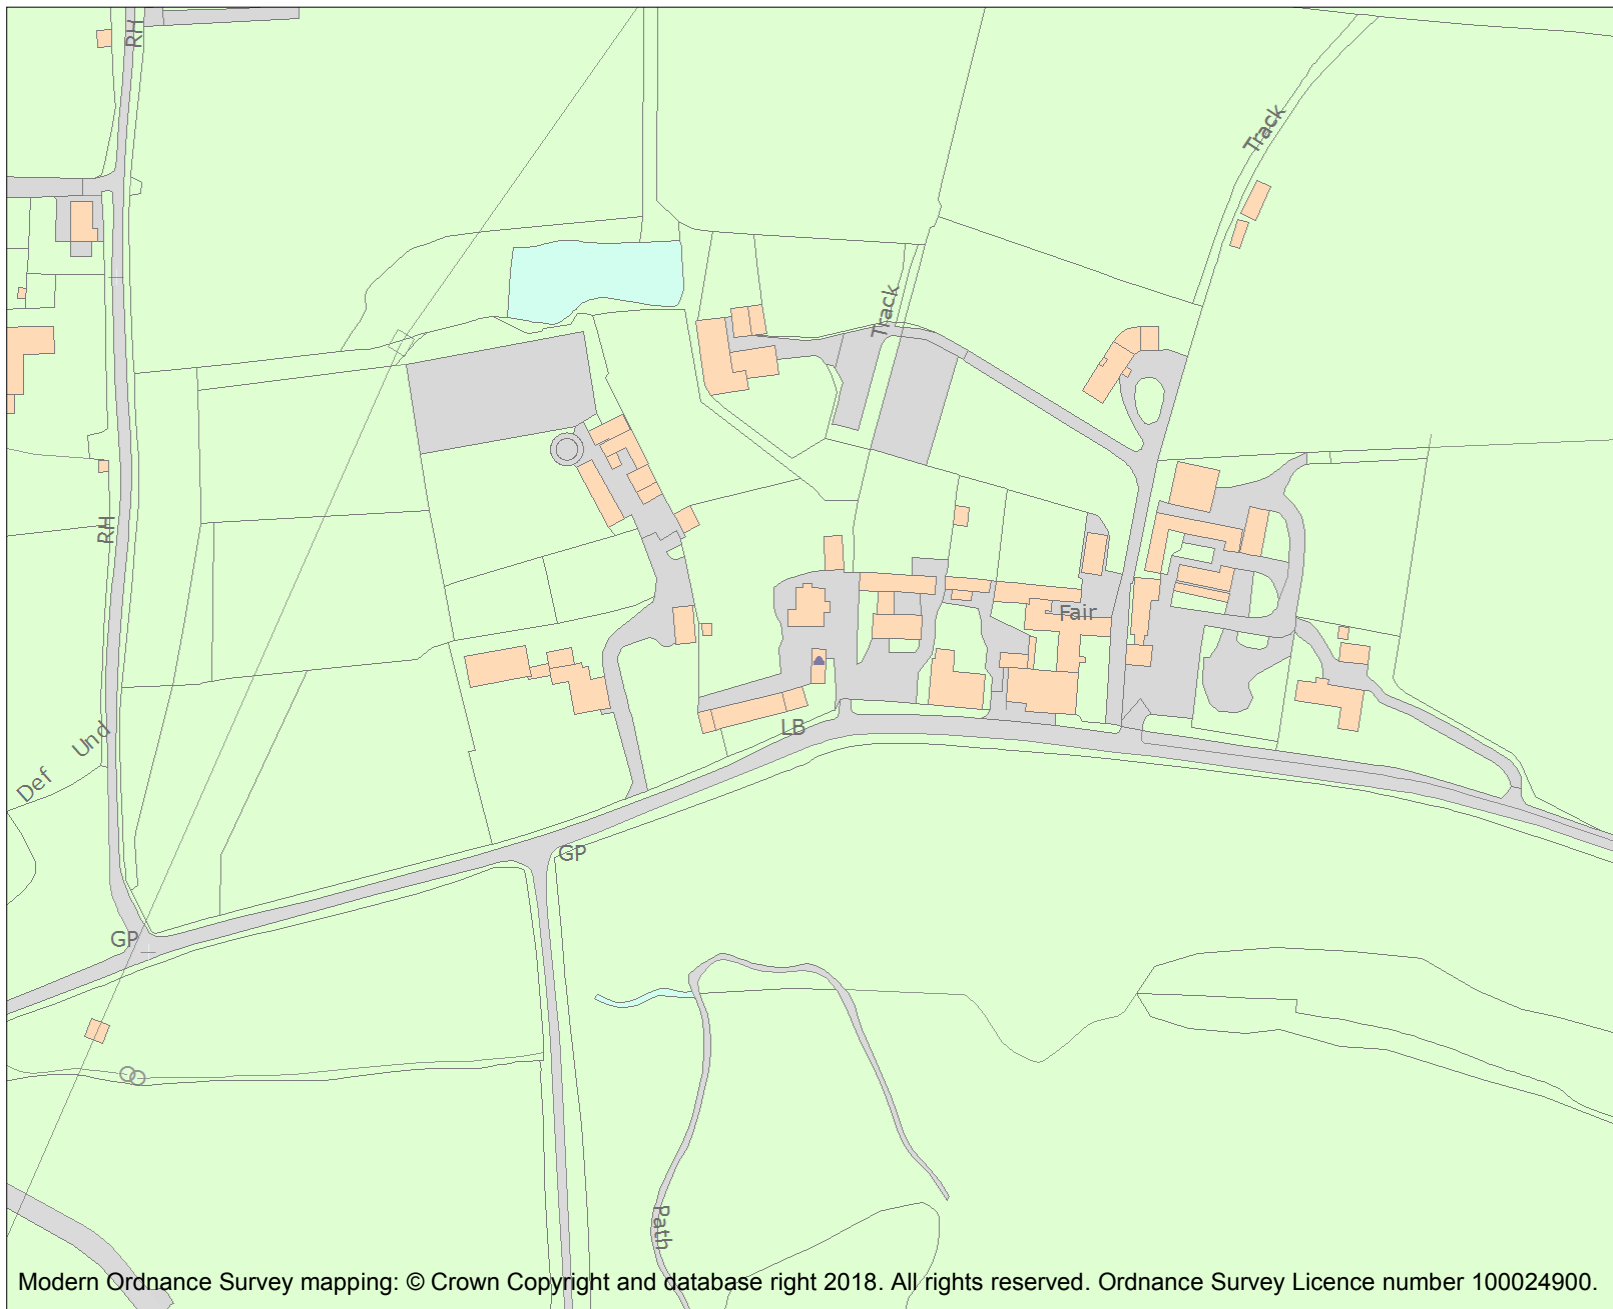 RH
Track
Track
RH
Fair
LB
Und
Def
GP
GP
Path
Modern Ordnance Survey mapping: © Crown Copyright and database right 2018. All rights reserved. Ordnance Survey Licence number 100024900.